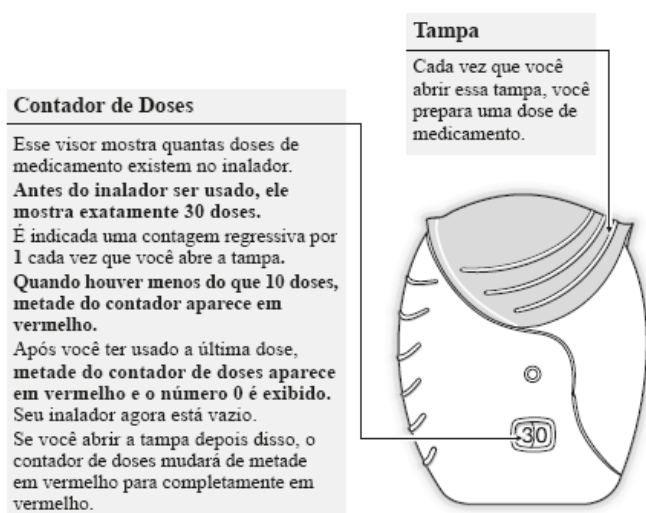 Tampa
Cada vez que você
abrir essa tampa, você
prepara uma dose de
medicamento.
Contador de Doses
Esse visor mostra quantas doses de
medicamento existem no inalador.
Antes do inalador ser usado, ele
mostra exatamente 30 doses.
É indicada uma contagem regressiva por
1 cada vez que você abre a tampa.
Quando houver menos do que 10 doses,
metade do contador aparece em
vermelho.
Após você ter usado a última dose,
metade do contador de doses aparece
em vermelho e o número 0 é exibido.
Seu inalador agora está vazio.
Se você abrir a tampa depois disso, o
contador de doses mudará de metade
em vermelho para completamente em
vermelho.
30